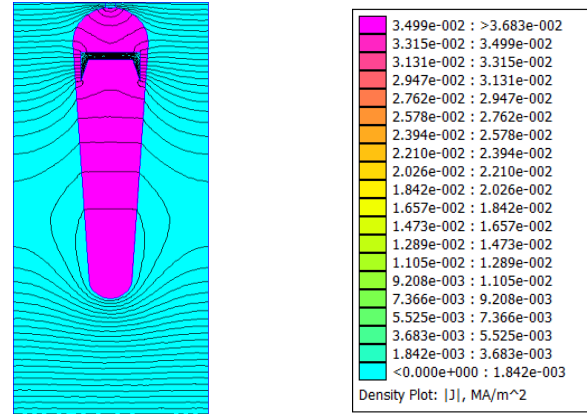 3.499e-002 : >3.683e-002
3.315e-002 : 3.499e-002
3.131e-002 : 3.315e-002
2.947e-002 : 3.131e-002
2.762e-002 : 2.947e-002
2.578e-002 : 2.762e-002
2.394e-002 : 2.578e-002
2.210e-002 : 2.394e-002
2.026e-002 : 2.210e-002
1.842e-002 : 2.026e-002
1.657e-002 : 1.842e-002
1.473e-002 : 1.657e-002
1.289e-002 : 1.473e-002
1.105e-002 : 1.289e-002
9.208e-003 : 1.105e-002
7.366e-003 : 9.208e-003
5.525e-003 : 7.366e-003
3.683e-003 : 5.525e-003
1.842e-003 : 3.683e-003
<0.000e+000 : 1.842e-003
Density Plot: |J|, MA/m^2